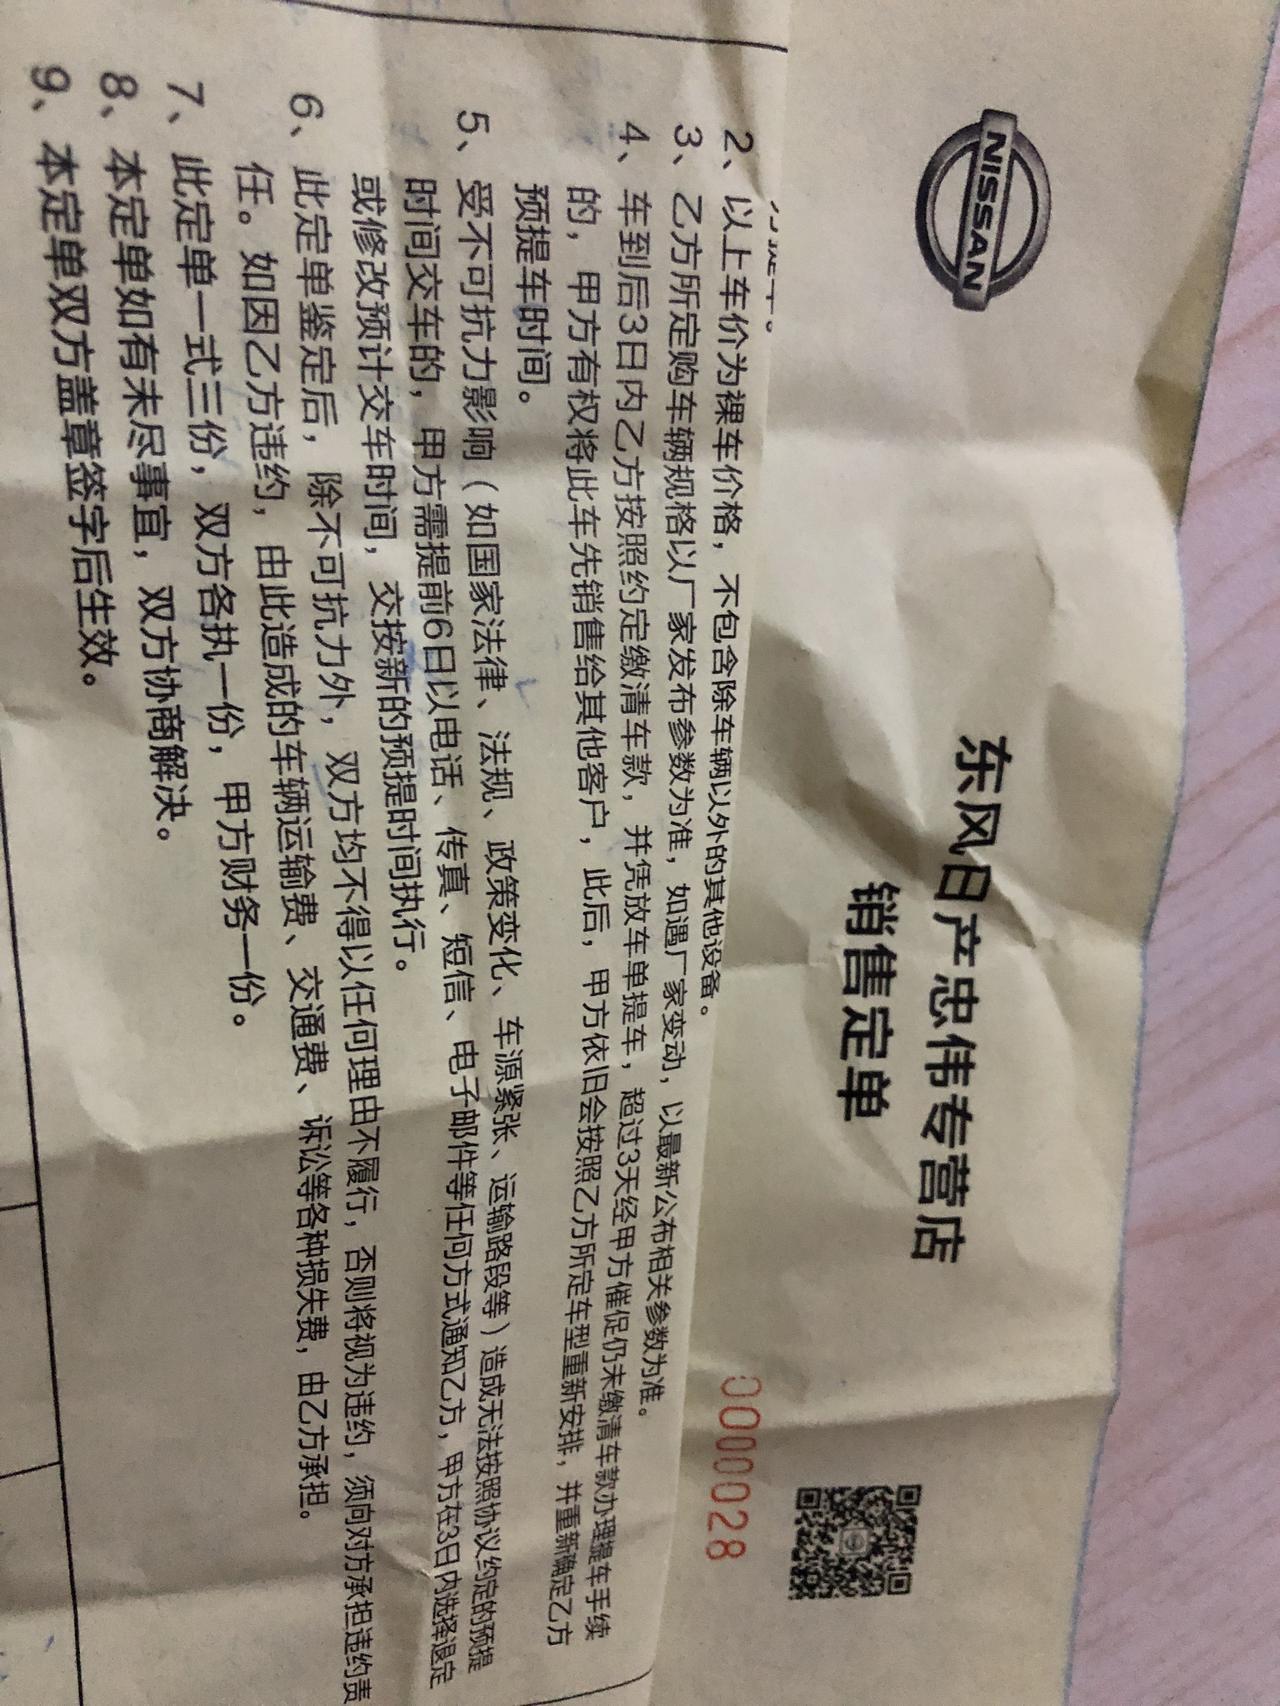 NISSAN
东风日产忠伟专营店
销售定单
0000028
2、以上车价为裸车价格，不包含除车辆以外的其他设备。
3、乙方所定购车辆规格以厂家发布参数为准，如遇厂家变动，以最新公布相关参数为准。
4、车到后3日内乙方按照约定缴清车款，并凭放车单提车，超过3天经甲方催促仍未缴清车款办理提车手续
的，甲方有权将此车先销售给其他客户，此后，甲方依旧会按照乙方所定车型重新安排，并重新确定乙方
预提车时间。
5、受不可抗力影响（如国家法律、法规、政策变化、车源紧张、运输路段等）造成无法按照协议约定的预提
时间交车的，甲方需提前6日以电话、传真、短信、电子邮件等任何方式通知乙方，甲方在3日内选择退定
或修改预计交车时间，交按新的预提时间执行。
6、此定单鉴定后，除不可抗力外，双方均不得以任何理由不履行，否则将视为违约，须向对方承担违约责
任。如因乙方违约，由此造成的车辆运输费、交通费、诉讼等各种损失费，由乙方承担。
7、此定单一式三份，双方各执一份，甲方财务一份。
8、本定单如有未尽事宜，双方协商解决。
9、本定单双方盖章签字后生效。